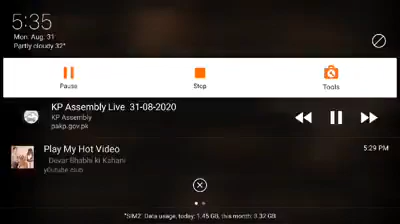 5:35
Mon. Aug. 31
Partly cloudy 32°
Pause
Stop
Tools
KP Assembly Live 31-08-2020
KP Assembly
pakp.gov.pk
Play My Hot Video
5:29 PM
Devar Bhabhi ki Kahani
youtube club
"SIM2" Data usage, today: 1.45 GB, this month: 8.32 GB